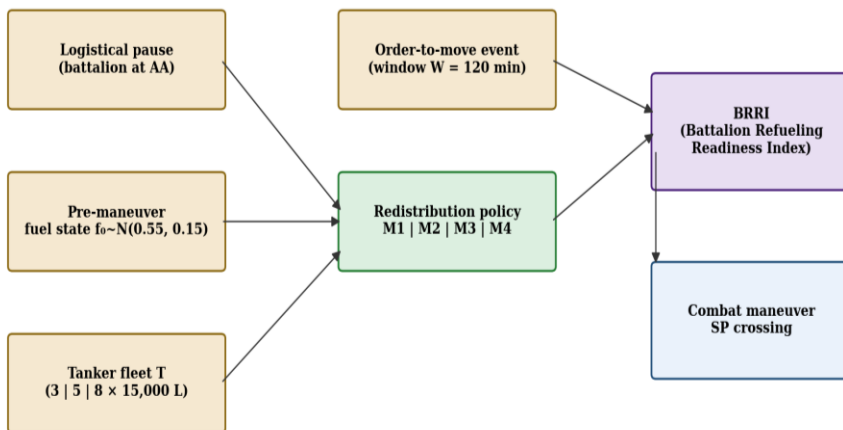 Logistical pause
(battalion at AA)
Order-to-move event
(window W = 120 min)
BRRI
(Battalion Refueling
Readiness Index)
Pre-maneuver
fuel state f₀~N(0.55, 0.15)
Redistribution policy
M1 | M2 | M3 | M4
Combat maneuver
SP crossing
Tanker fleet T
(3 | 5 | 8 × 15,000 L)